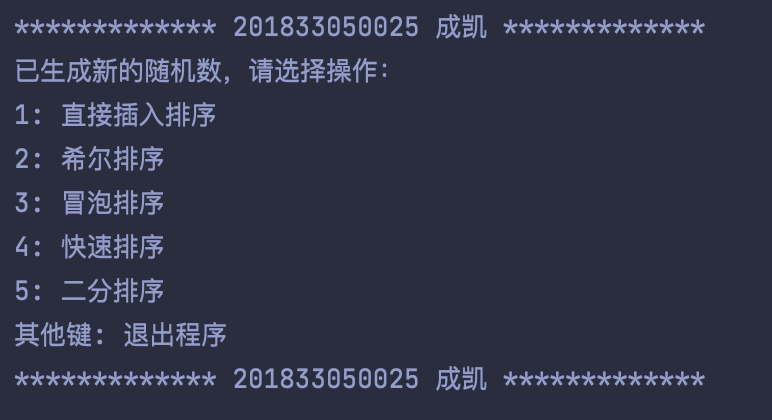 ************* 201833050025 成凯 *************
已生成新的随机数，请选择操作：
1: 直接插入排序
2: 希尔排序
3: 冒泡排序
4: 快速排序
5: 二分排序
其他键: 退出程序
************* 201833050025 成凯 *************